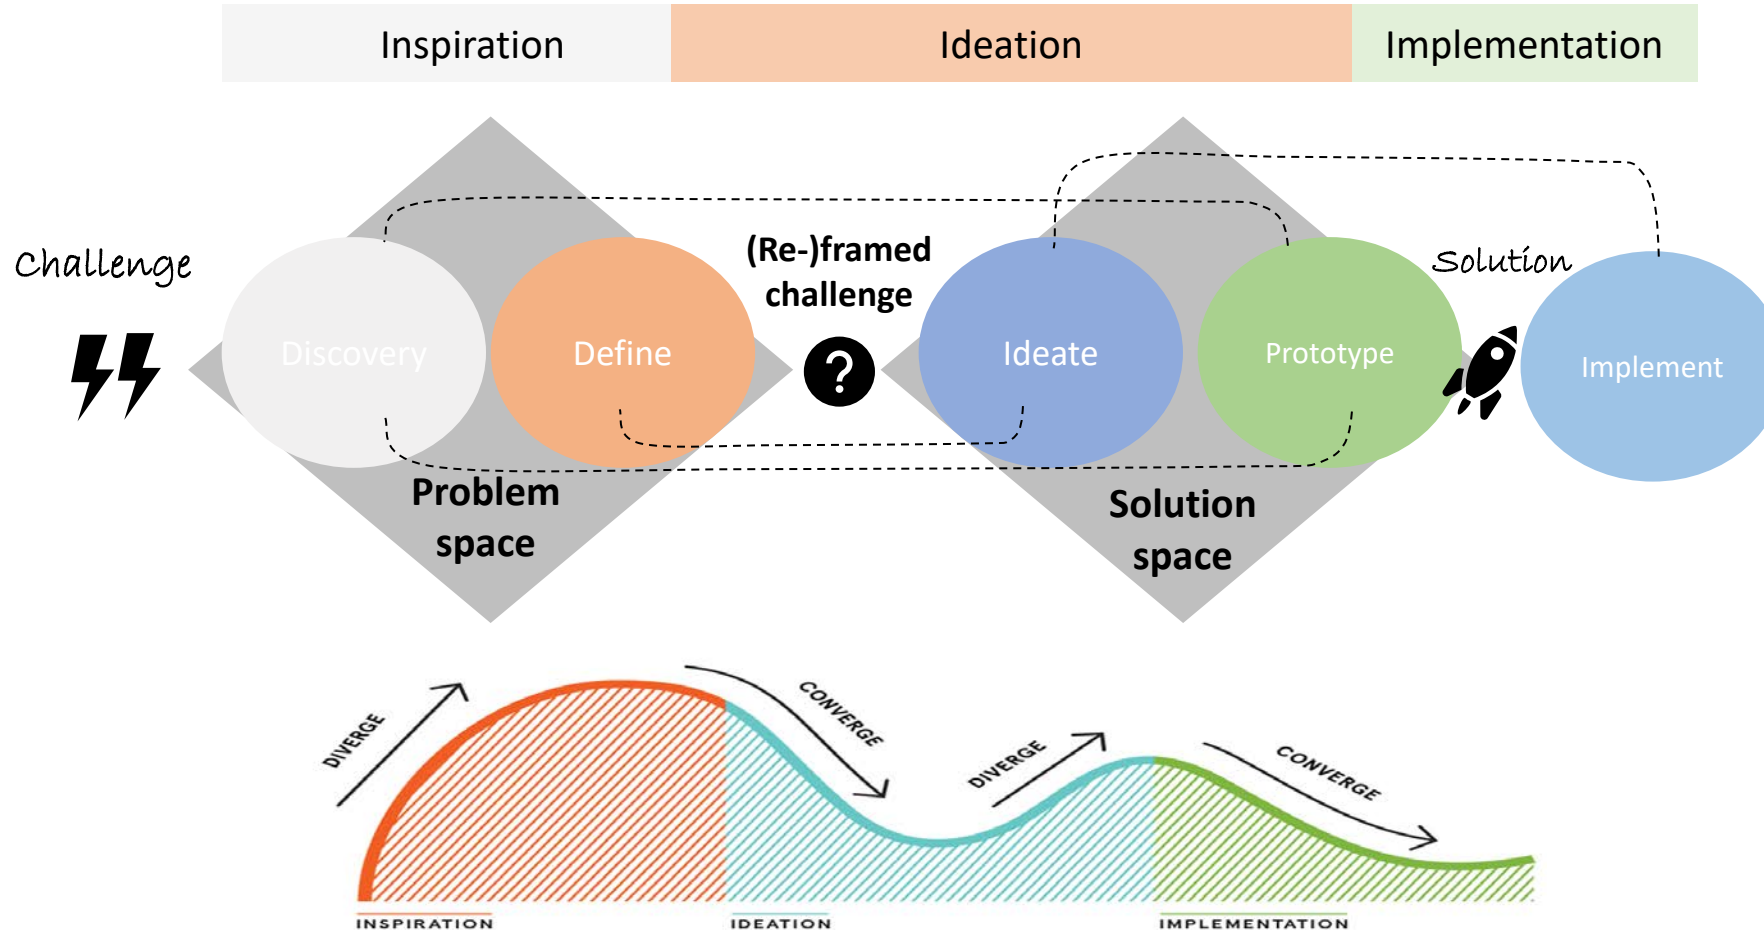 Inspiration
Ideation
Implementation
Challenge
Discovery
Define
(Re-)framed
challenge
?
Ideate
Prototype
Solution
Implement
Problem
space
Solution
space
DIVERGE
CONVERGE
DIVERGE
CONVERGE
INSPIRATION
IDEATION
IMPLEMENTATION